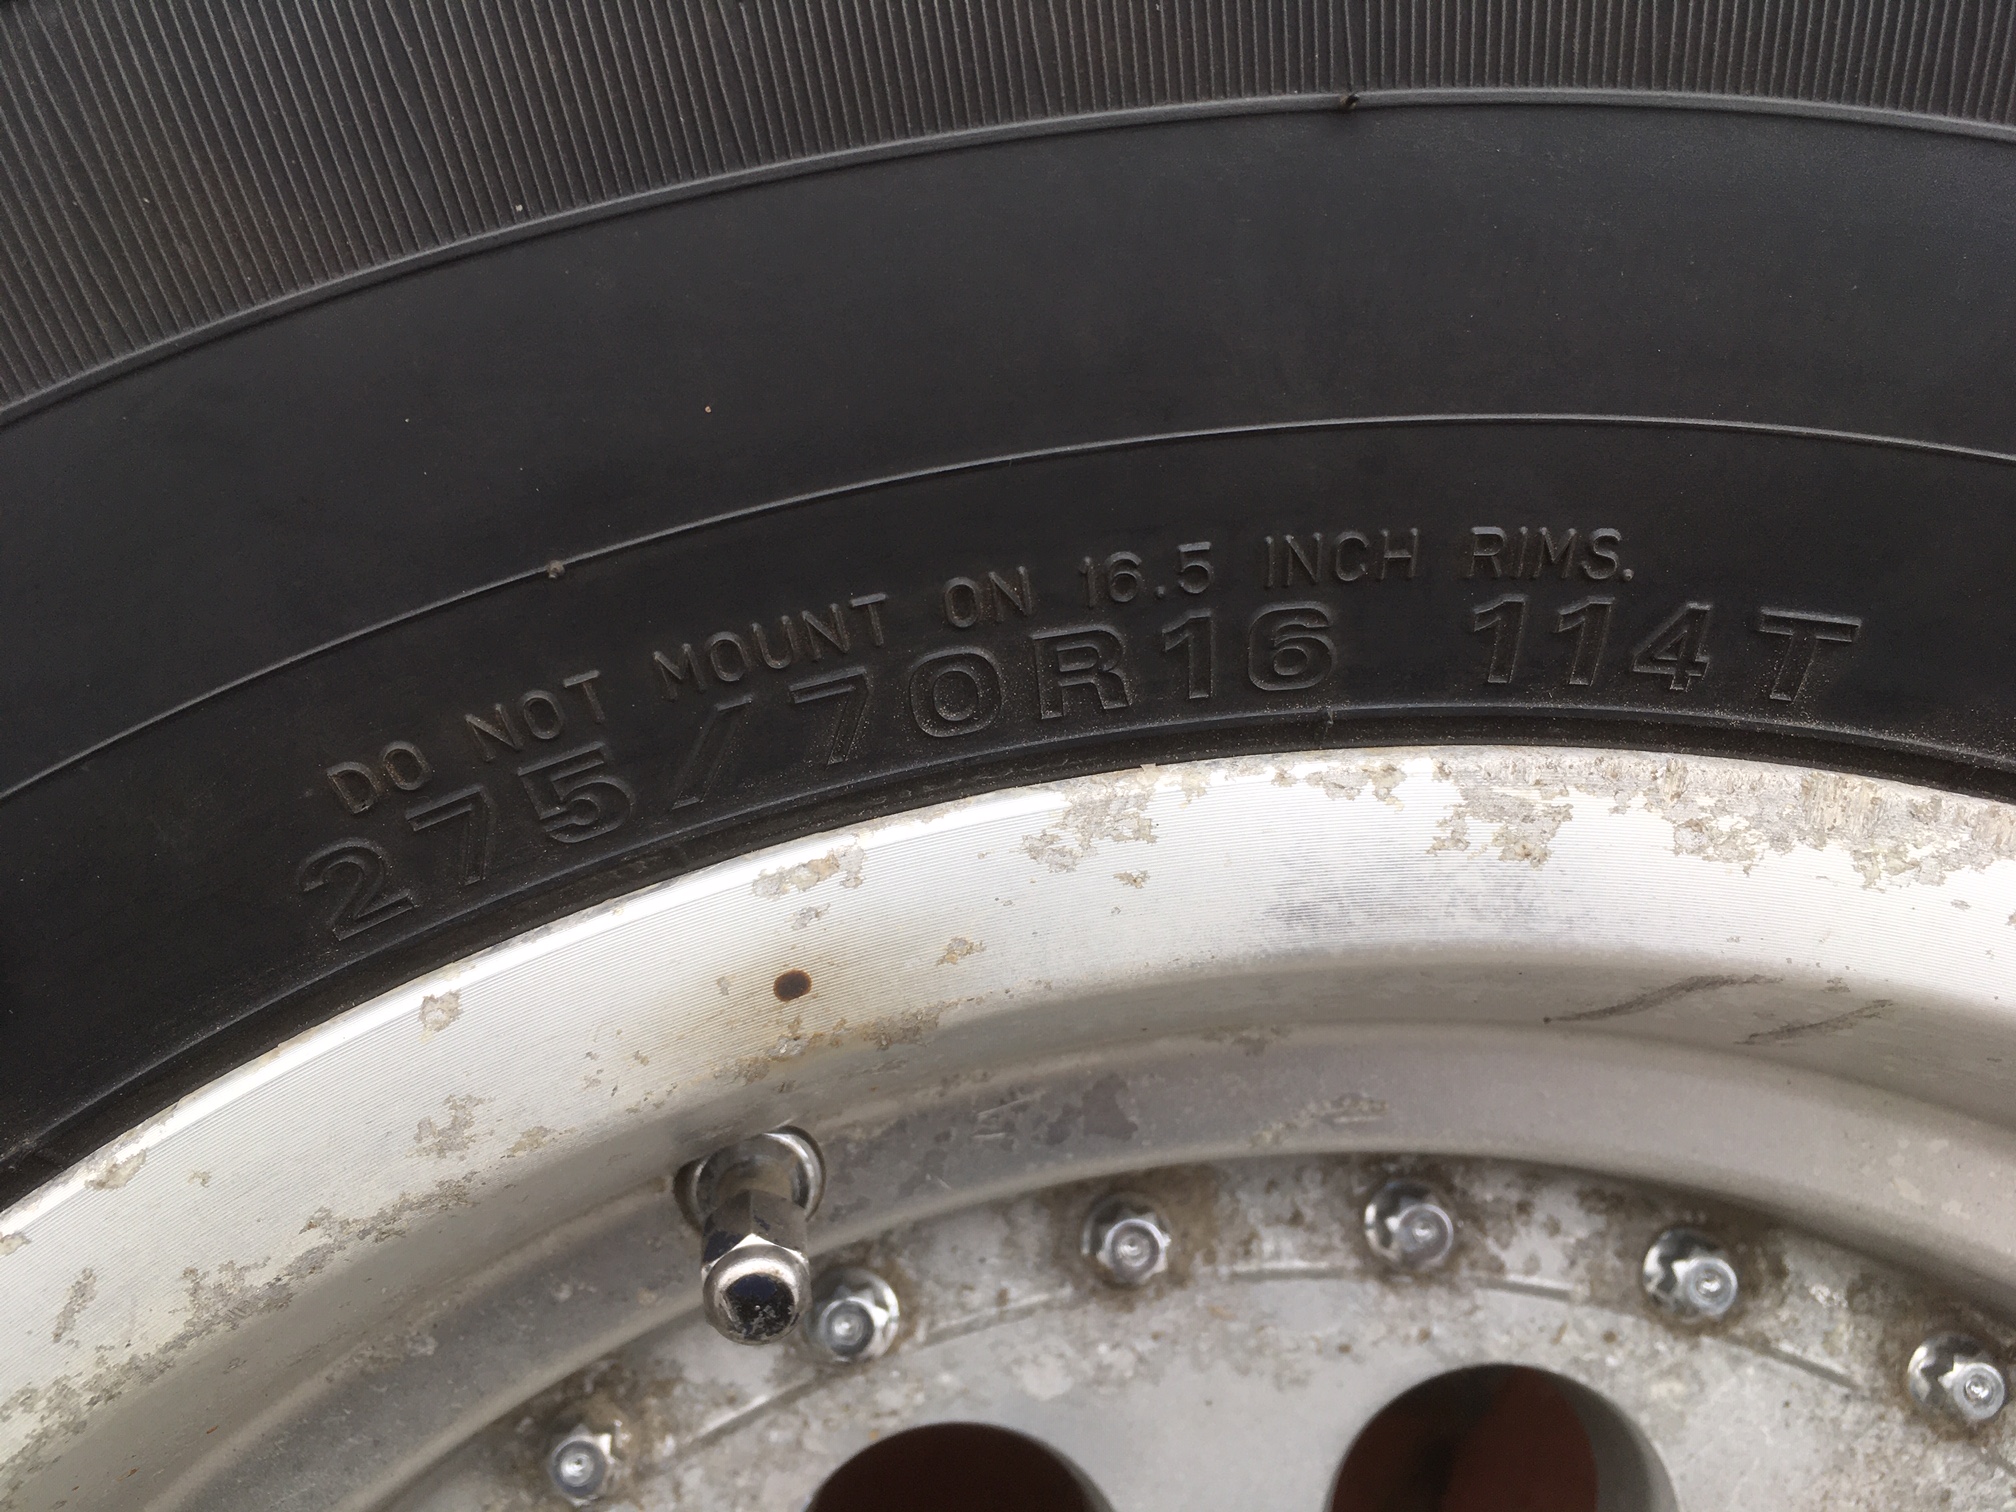 DO NOT MOUNT ON 16.5 INCH RIMS.
275/70R16 114T